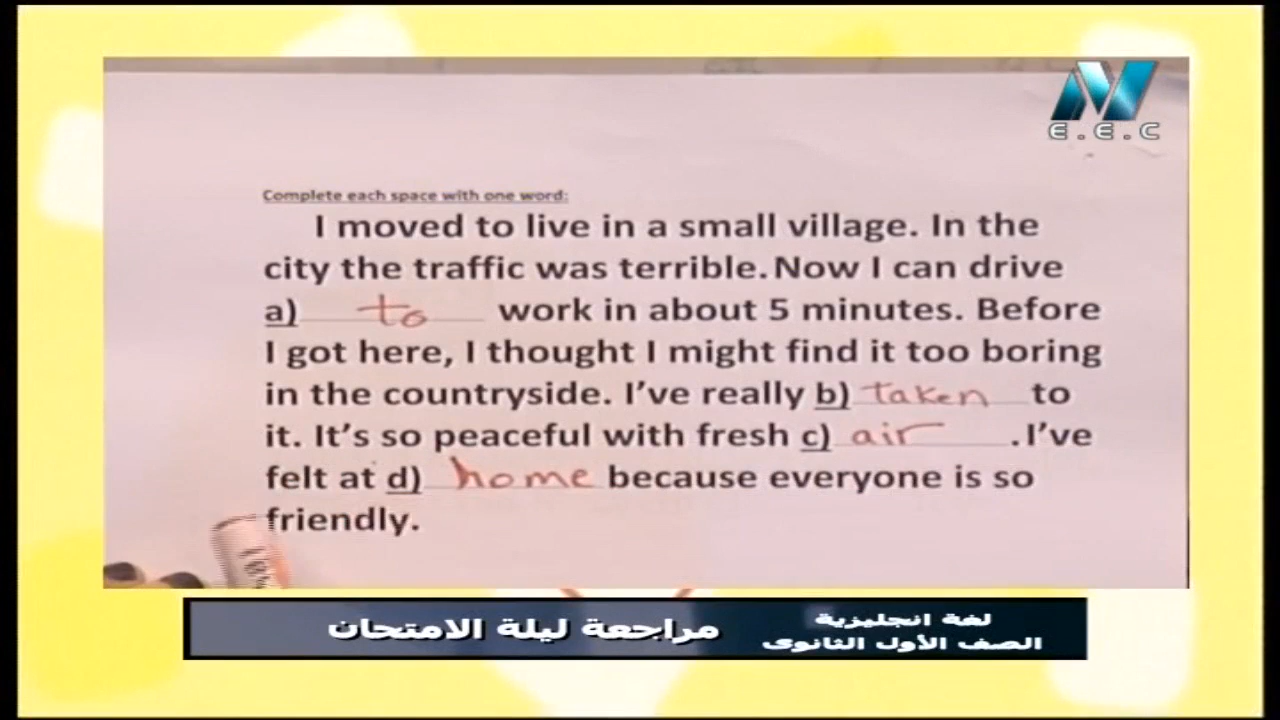 E.E.C
Complete each space with one word:
I moved to live in a small village. In the
city the traffic was terrible. Now I can drive
a) to work in about 5 minutes. Before
I got here, I thought I might find it too boring
in the countryside. I've really b) taken to
it. It's so peaceful with fresh c) air . I've
felt at d) home because everyone is so
friendly.
لغة انجليزية
الصف الأول الثانوى
مراجعة ليلة الامتحان